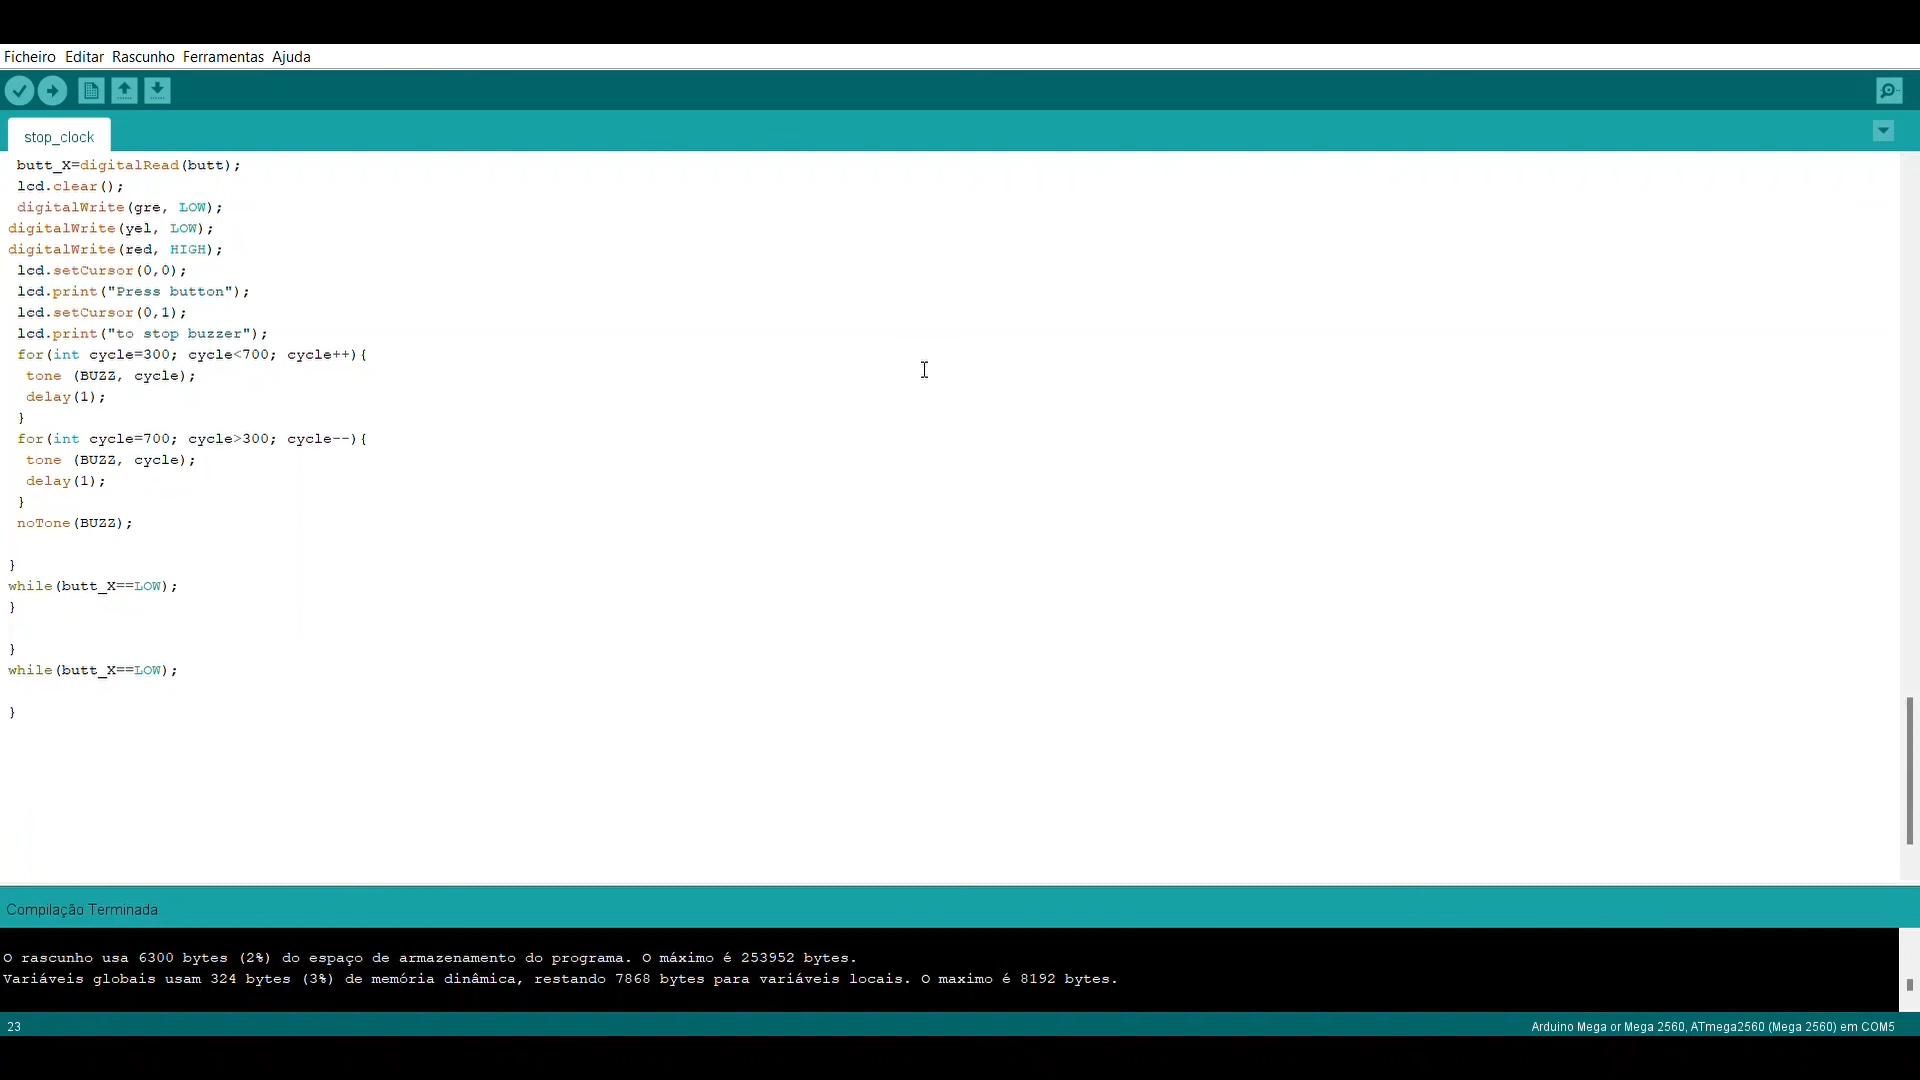 Ficheiro Editar Rascunho Ferramentas Ajuda
stop_clock
butt_X=digitalRead(butt);
lcd.clear();
digitalWrite(gre, LOW);
digitalWrite(yel, LOW);
digitalWrite(red, HIGH);
lcd.setCursor(0,0);
lcd.print("Press button");
lcd.setCursor(0,1);
lcd.print("to stop buzzer");
for(int cycle=300; cycle<700; cycle++){
tone (BUZZ, cycle);
delay(1);
}
for(int cycle=700; cycle>300; cycle--){
tone (BUZZ, cycle);
delay(1);
}
noTone(BUZZ);
}
while(butt_X==LOW);
}
}
while(butt_X==LOW);
}
Compilação Terminada
O rascunho usa 6300 bytes (2%) do espaço de armazenamento do programa. O máximo é 253952 bytes.
Variáveis globais usam 324 bytes (3%) de memória dinâmica, restando 7868 bytes para variáveis locais. O maximo é 8192 bytes.
23
Arduino Mega or Mega 2560, ATmega2560 (Mega 2560) em COM5